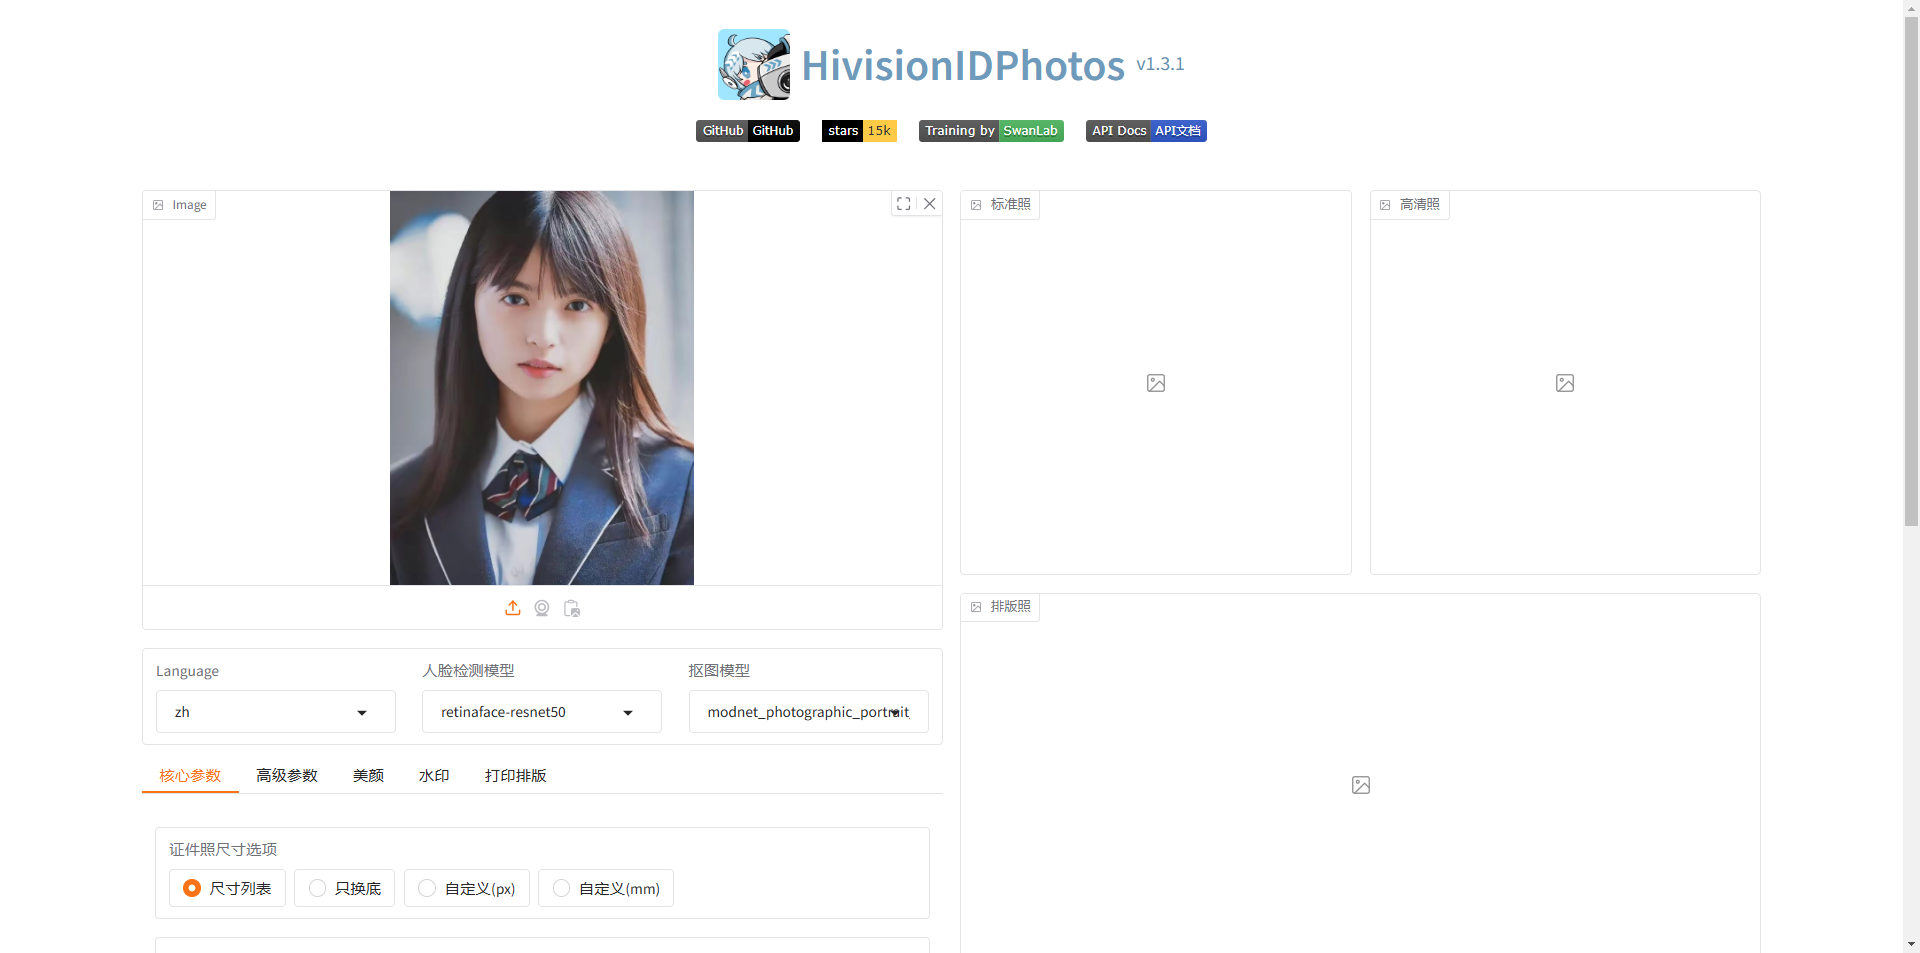 HivisionIDPhotos v1.3.1
GitHub GitHub
stars 15k
Training by SwanLab
API Docs API文档
Image
标准照
高清照
排版照
Language
人脸检测模型
抠图模型
zh
retinaface-resnet50
modnet_photographic_portrait
核心参数
高级参数
美颜
水印
打印排版
证件照尺寸选项
尺寸列表
只换底
自定义(px)
自定义(mm)